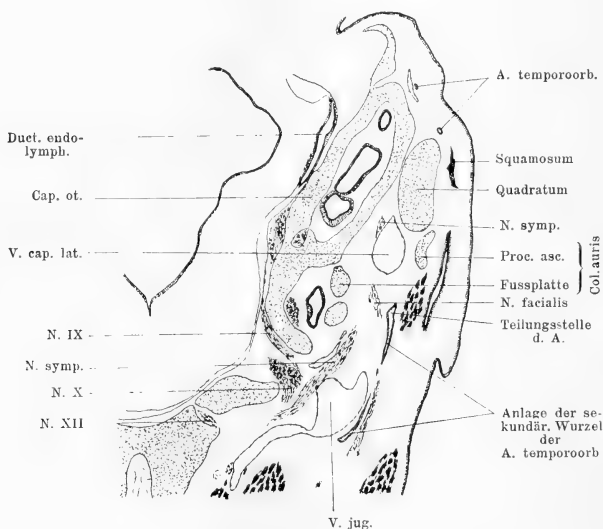 A. temporoorb.
Duct. endo-
lymph.
Squamosum
Quadratum
Cap. ot.
N. symp.
V. cap. lat.
Proc. asc.
Fussplatte
Col. auris
N. facialis
Teilungsstelle
d. A.
N. IX
N. symp.
N. X
N. XII
Anlage der se-
kundär. Wurzel
der
A. temporoorb
V. jug.